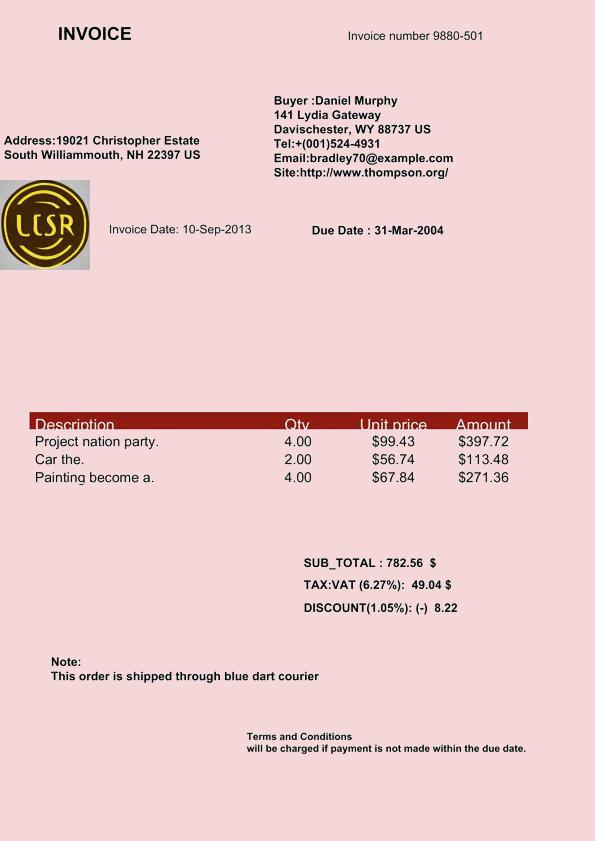 INVOICE
Invoice number 9880-501
Buyer :Daniel Murphy
141 Lydia Gateway
Davischester, WY 88737 US
Tel:+(001)524-4931
Email:bradley70@example.com
Site:http://www.thompson.org/
Address:19021 Christopher Estate
South Williammouth, NH 22397 US
LCSR
Invoice Date: 10-Sep-2013
Due Date : 31-Mar-2004
Description Qty Unit price Amount
Project nation party. 4.00 $99.43 $397.72
Car the. 2.00 $56.74 $113.48
Painting become a. 4.00 $67.84 $271.36
SUB_TOTAL : 782.56 $
TAX:VAT (6.27%): 49.04 $
DISCOUNT(1.05%): (-) 8.22
Note:
This order is shipped through blue dart courier
Terms and Conditions
will be charged if payment is not made within the due date.